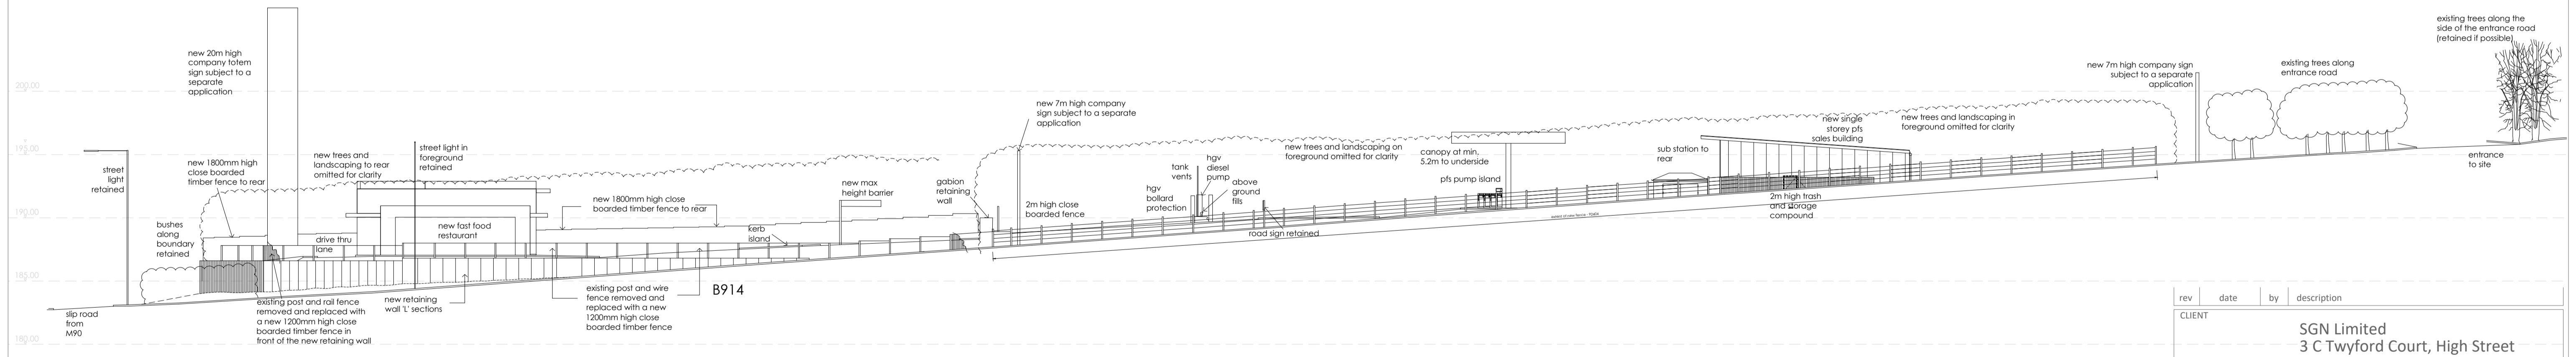 new 20m high
company totem
sign subject to a
separate
application
200.00
195.00
190.00
185.00
180.00
street
light
retained
new 1800mm high
close boarded
timber fence to rear
bushes
along
boundary
retained
new trees and
landscaping to rear
omitted for clarity
street light in
foreground
retained
drive thru
lane
new fast food
restaurant
slip road
from
M90
existing post and rail fence
removed and replaced with
a new 1200mm high close
boarded timber fence in
front of the new retaining wall
new retaining
wall 'L' sections
new 1800mm high close
boarded timber fence to rear
existing post and wire
fence removed and
replaced with a new
1200mm high close
boarded timber fence
B914
kerb
island
new max
height barrier
gabion
retaining
wall
new 7m high company
sign subject to a separate
application
2m high close
boarded fence
hgv
bollard
protection
tank
vents
hgv
diesel
pump
above
ground
fills
road sign retained
new trees and landscaping on
foreground omitted for clarity
canopy at min.
5.2m to underside
pfs pump island
sub station to
rear
new single
storey pfs
sales building
2m high trash
and storage
compound
new trees and landscaping in
foreground omitted for clarity
new 7m high company sign
subject to a separate
application
existing trees along
entrance road
existing trees along the
side of the entrance road
(retained if possible)
entrance
to site
rev date by description
CLIENT
SGN Limited
3 C Twyford Court, High Street